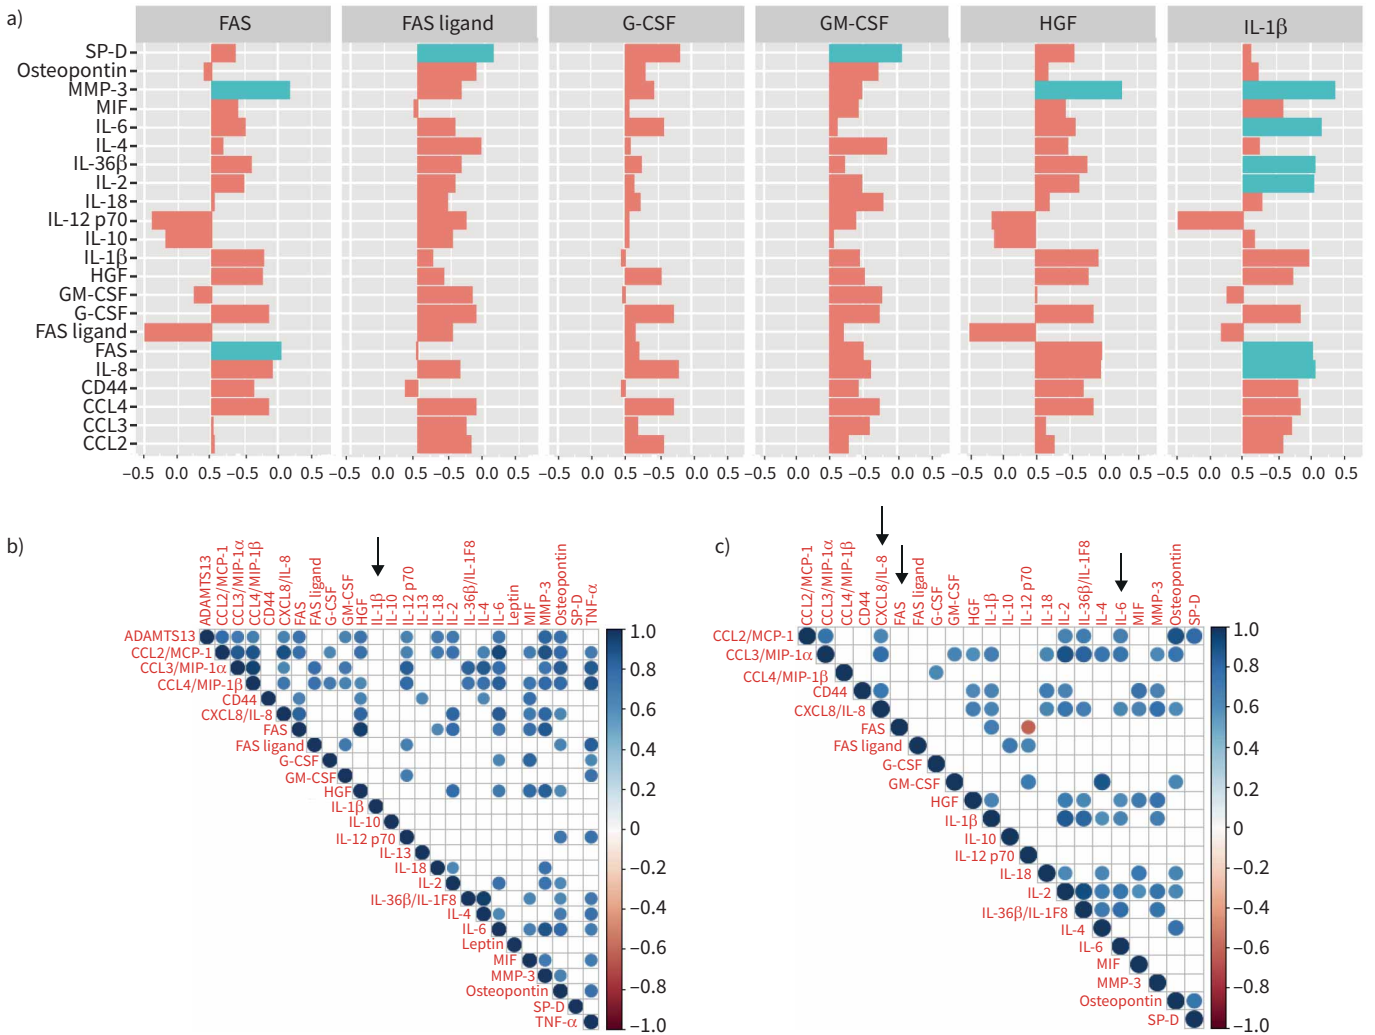 a)
FAS FAS ligand G-CSF GM-CSF HGF IL-1β
SP-D
Osteopontin
MMP-3
MIF
IL-6
IL-4
IL-36β
IL-2
IL-18
IL-12 p70
IL-10
IL-1β
HGF
GM-CSF
G-CSF
FAS ligand
FAS
IL-8
CD44
CCL4
CCL3
CCL2
–0.5 0.0 0.5 0.0 0.5 –0.5 0.0 0.5 0.0 0.5 –0.5 0.0 0.5 0.0 0.5 –0.5 0.0 0.5 0.0 0.5 –0.5 0.0 –0.5 0.0 0.5 –0.5 0.0 0.5 0.0 0.5
b)
ADAMTS13
CCL2/MCP-1
CCL3/MIP-1α
CCL4/MIP-1β
CD44
CXCL8/IL-8
FAS
FAS ligand
G-CSF
GM-CSF
HGF
IL-1β
IL-10
IL-12 p70
IL-13
IL-18
IL-2
IL-36β/IL-1F8
IL-4
IL-6
Leptin
MIF
MMP-3
Osteopontin
SP-D
TNF-α
ADAMTS13
CCL2/MCP-1
CCL3/MIP-1α
CCL4/MIP-1β
CD44
CXCL8/IL-8
FAS
FAS ligand
G-CSF
GM-CSF
HGF
IL-1β
IL-10
IL-12 p70
IL-13
IL-18
IL-2
IL-36β/IL-1F8
IL-4
IL-6
Leptin
MIF
MMP-3
Osteopontin
SP-D
TNF-α
1.0
0.8
0.6
0.4
0.2
0
–0.2
–0.4
–0.6
–0.8
–1.0
c)
CCL2/MCP-1
CCL3/MIP-1α
CCL4/MIP-1β
CD44
CXCL8/IL-8
FAS
FAS ligand
G-CSF
GM-CSF
HGF
IL-1β
IL-10
IL-12 p70
IL-18
IL-2
IL-36β/IL-1F8
IL-4
IL-6
MIF
MMP-3
Osteopontin
SP-D
CCL2/MCP-1
CCL3/MIP-1α
CCL4/MIP-1β
CD44
CXCL8/IL-8
FAS
FAS ligand
G-CSF
GM-CSF
HGF
IL-1β
IL-10
IL-12 p70
IL-18
IL-2
IL-36β/IL-1F8
IL-4
IL-6
MIF
MMP-3
Osteopontin
SP-D
1.0
0.8
0.6
0.4
0.2
0
–0.2
–0.4
–0.6
–0.8
–1.0